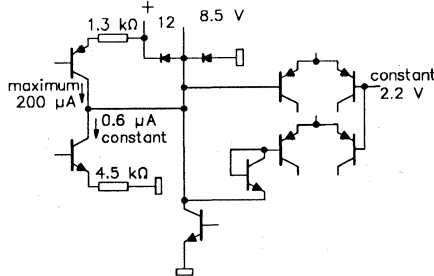 +
12
8.5 V
1.3 kΩ
maximum
200 μA
0.6 μA
constant
constant
2.2 V
4.5 kΩ